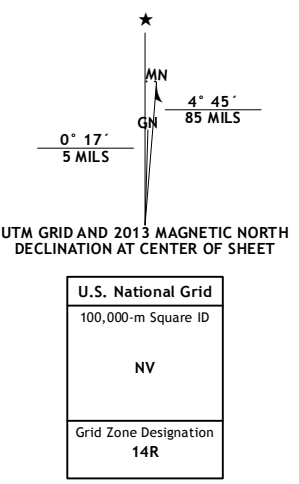 ★
MN
4° 45´
85 MILS
GN
0° 17´
5 MILS
UTM GRID AND 2013 MAGNETIC NORTH
DECLINATION AT CENTER OF SHEET
U.S. National Grid
100,000-m Square ID
NV
Grid Zone Designation
14R